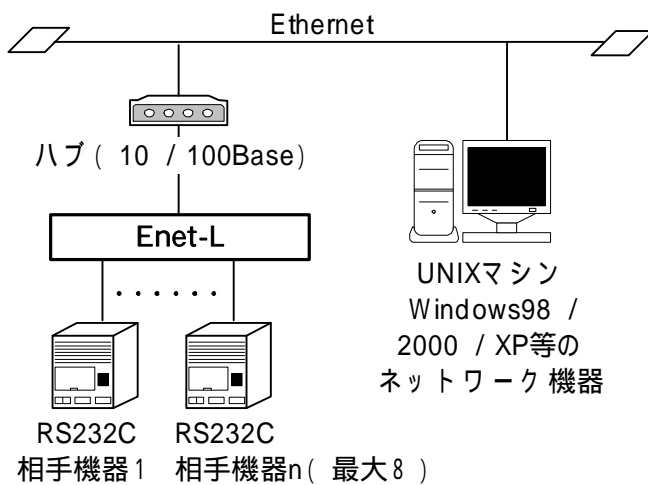 Ethernet
ハブ( 10 / 100Base)
Enet-L
UNIXマシン
Windows98 /
2000 / XP等の
ネットワーク機器
RS232C
相手機器1
RS232C
相手機器n( 最大8 )